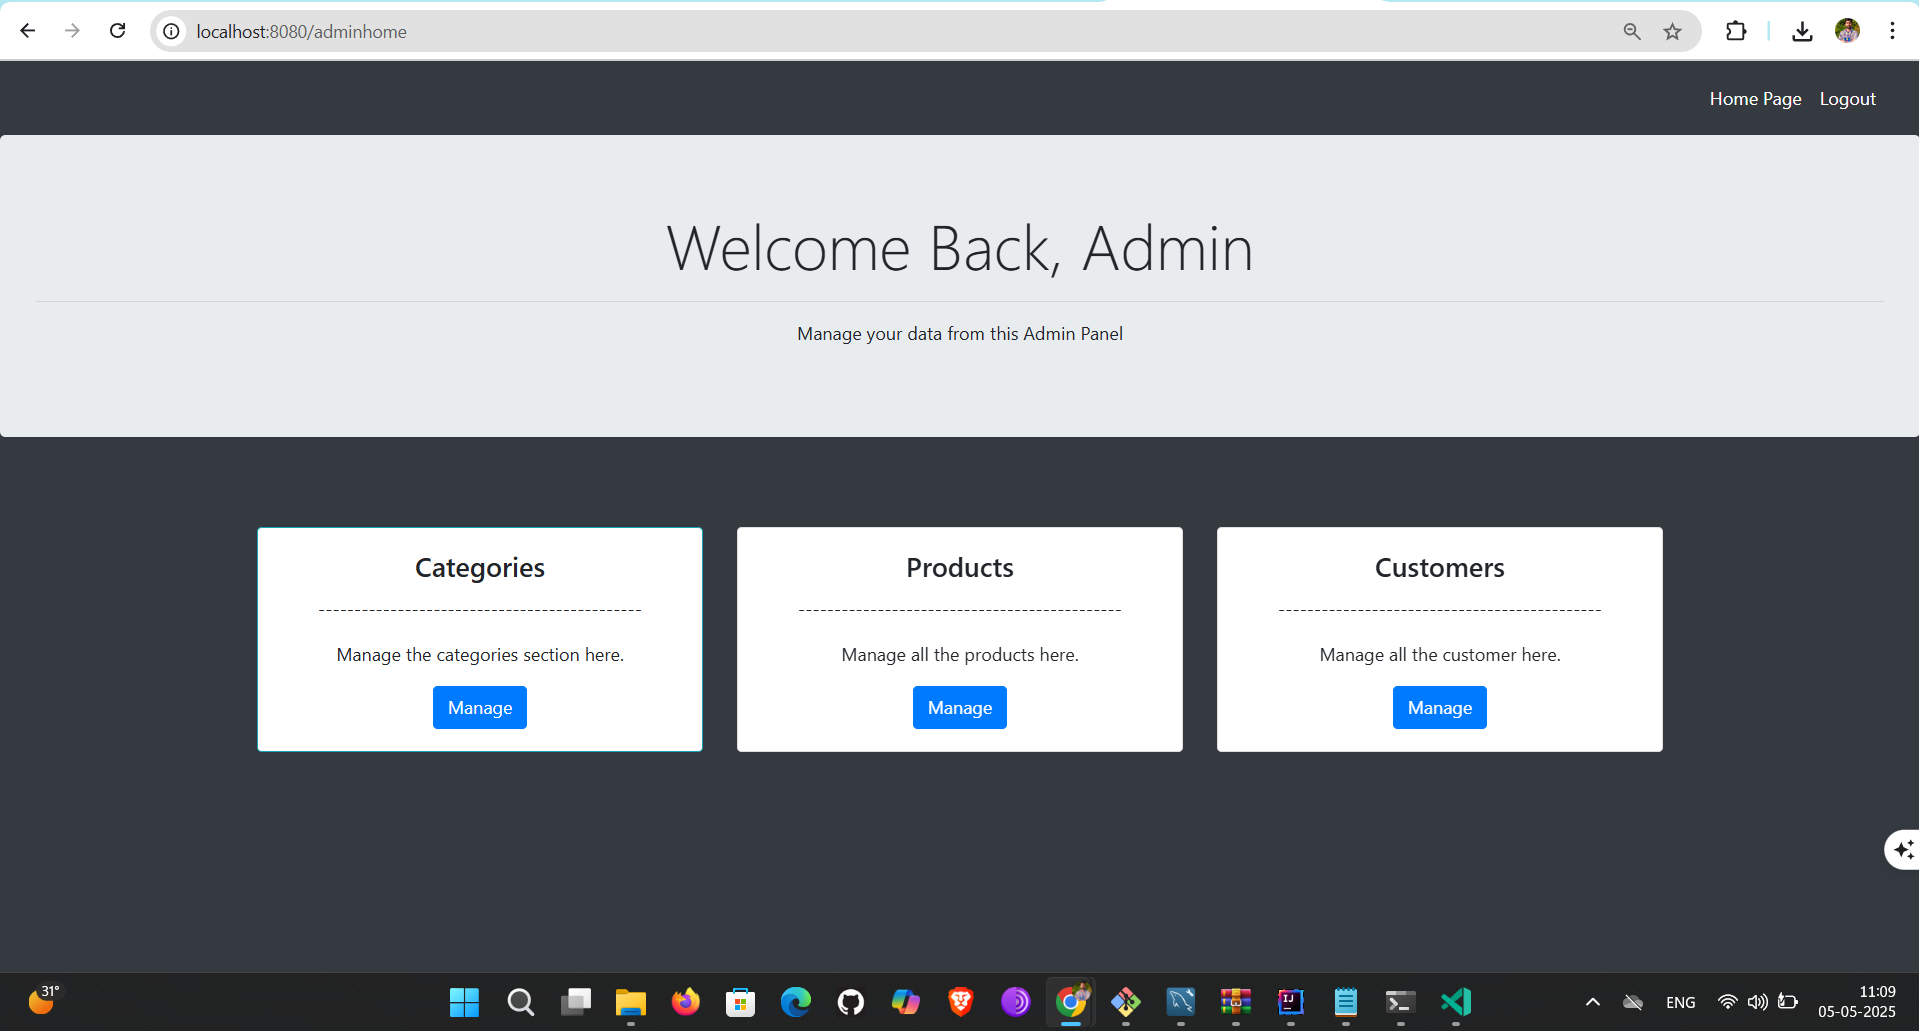 localhost:8080/adminhome
Home Page Logout
Welcome Back, Admin
Manage your data from this Admin Panel
Categories
---------------------------------------------
Manage the categories section here.
Manage
Products
---------------------------------------------
Manage all the products here.
Manage
Customers
---------------------------------------------
Manage all the customer here.
Manage
31°
IJ
ENG
11:09
05-05-2025